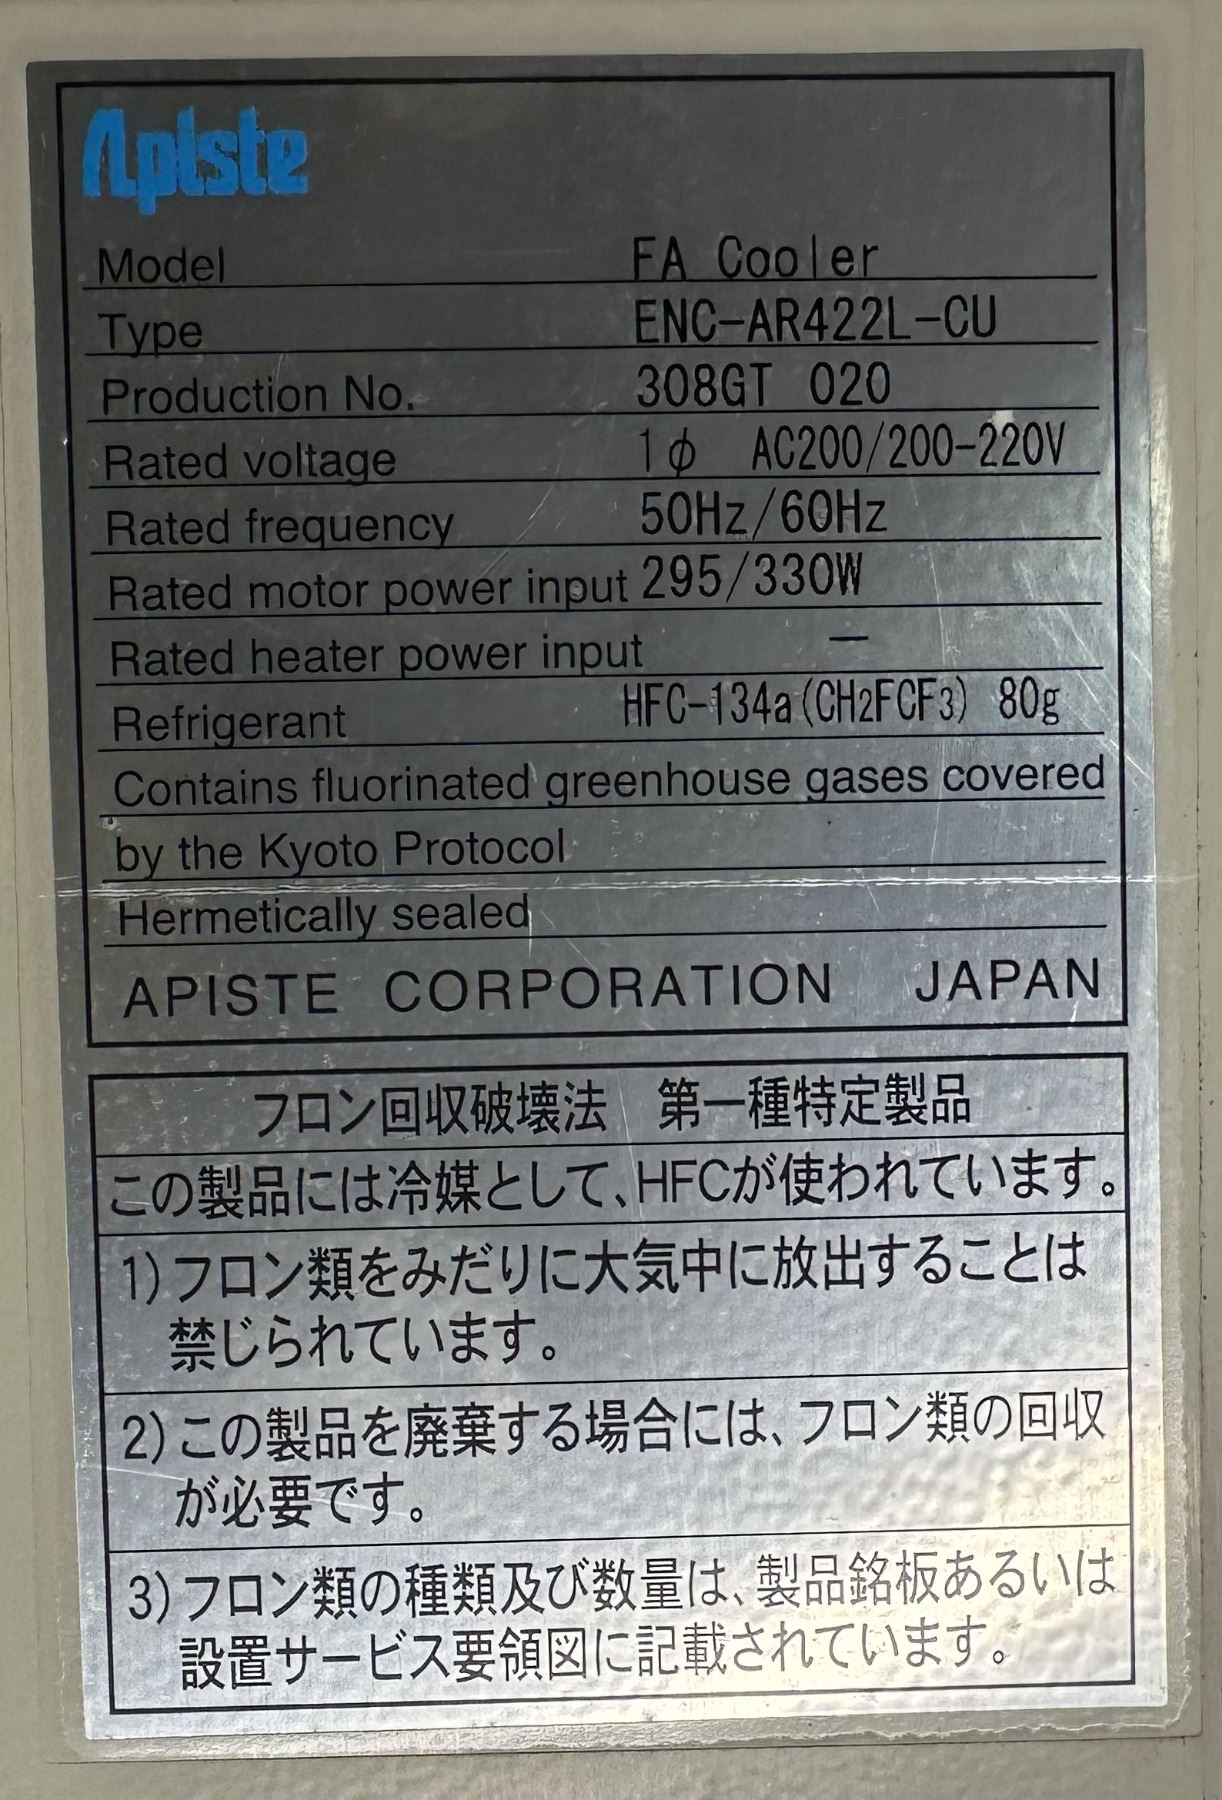 Apiste
Model FA Cooler
Type ENC-AR422L-CU
Production No. 308GT 020
Rated voltage 1φ AC200/200-220V
Rated frequency 50Hz/60Hz
Rated motor power input 295/330W
Rated heater power input —
Refrigerant HFC-134a(CH2FCF3) 80g
Contains fluorinated greenhouse gases covered
by the Kyoto Protocol
Hermetically sealed
APISTE CORPORATION JAPAN
フロン回収破壊法 第一種特定製品
この製品には冷媒として、HFCが使われています。
1)フロン類をみだりに大気中に放出することは
禁じられています。
2)この製品を廃棄する場合には、フロン類の回収
が必要です。
3)フロン類の種類及び数量は、製品銘板あるいは
設置サービス要領図に記載されています。